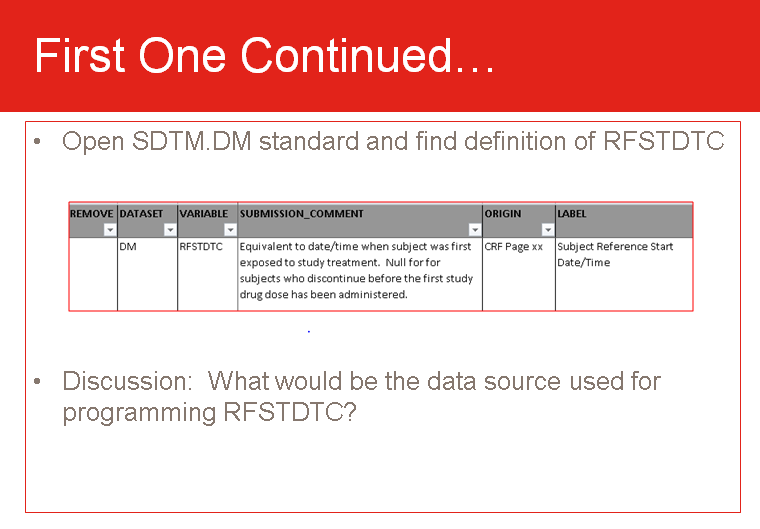 First One Continued…
• Open SDTM.DM standard and find definition of RFSTDTC
REMOVE DATASET VARIABLE SUBMISSION_COMMENT ORIGIN LABEL
DM RFSTDTC Equivalent to date/time when subject was first CRF Page xx Subject Reference Start
exposed to study treatment. Null for for Date/Time
subjects who discontinue before the first study
drug dose has been administered.
• Discussion: What would be the data source used for
programming RFSTDTC?